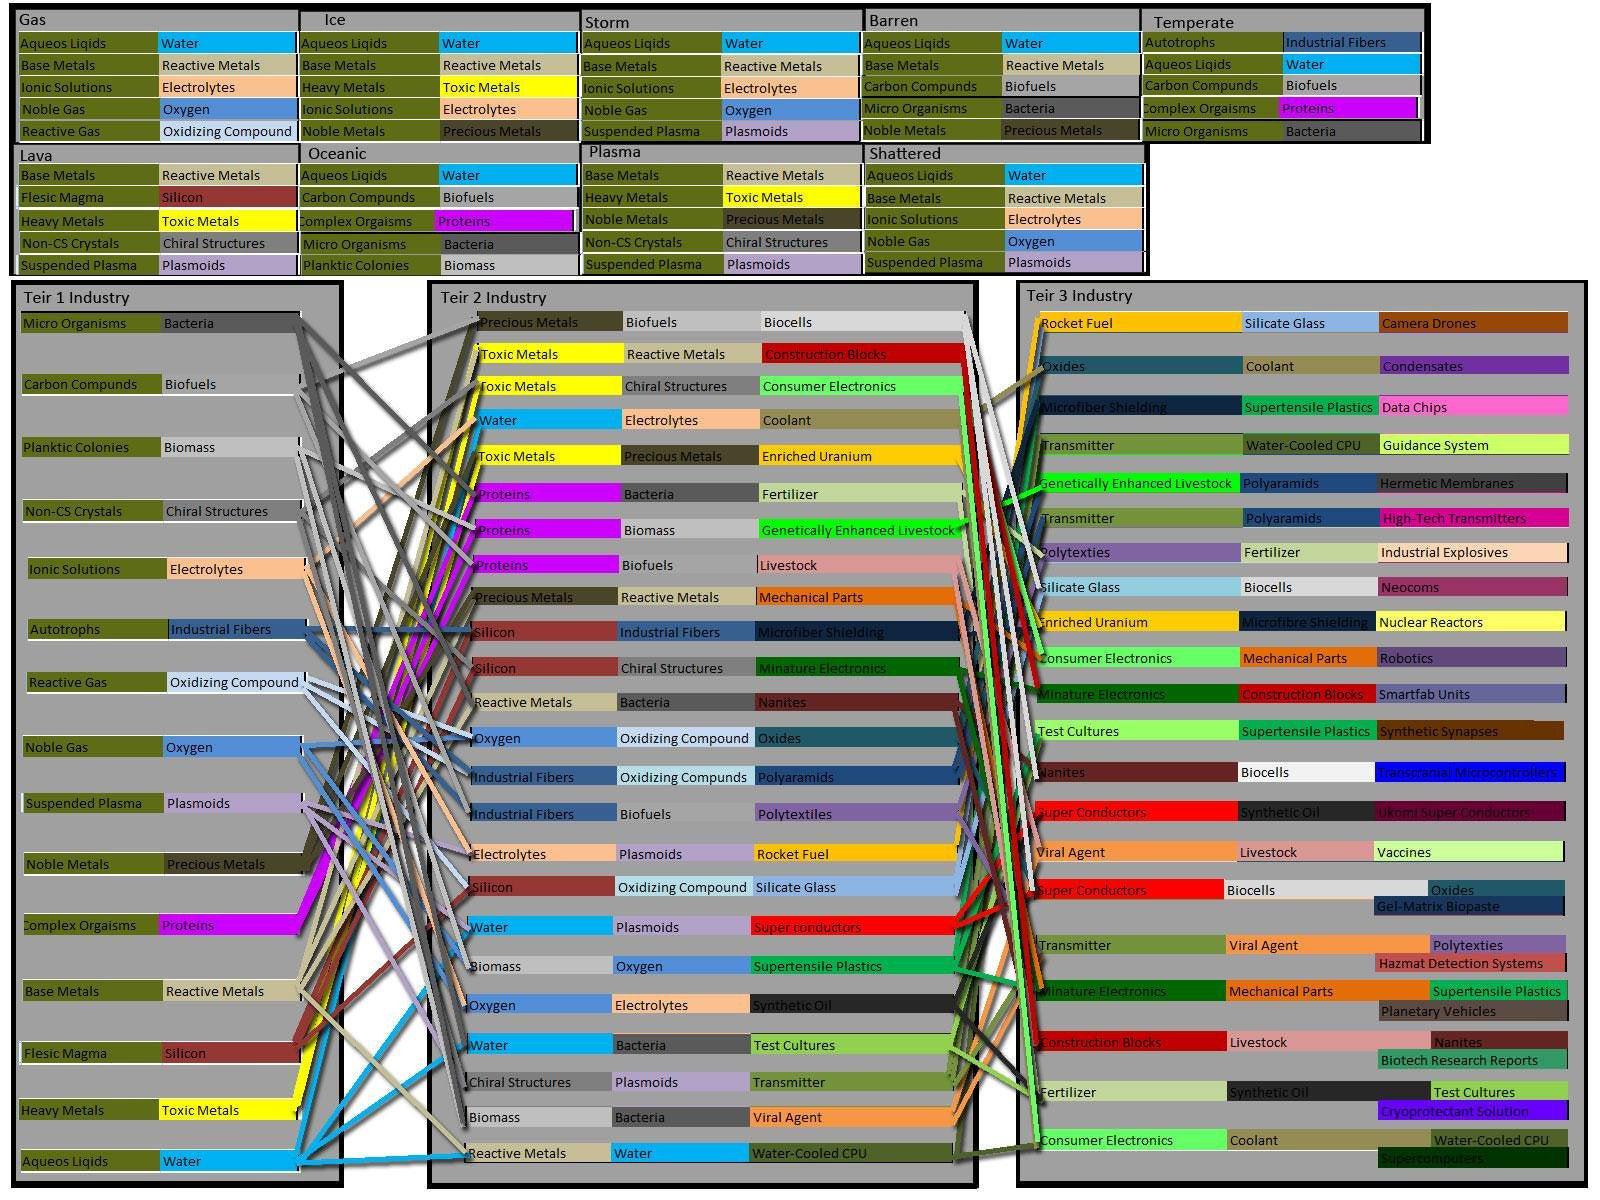 Gas Ice Storm Barren Temperate
Aqueos Liqids Water Aqueos Liqids Water Aqueos Liqids Water Aqueos Liqids Water Autotrophs Industrial Fibers
Base Metals Reactive Metals Base Metals Reactive Metals Base Metals Reactive Metals Base Metals Reactive Metals Aqueos Liqids Water
Ionic Solutions Electrolytes Heavy Metals Toxic Metals Ionic Solutions Electrolytes Carbon Compunds Biofuels Carbon Compunds Biofuels
Noble Gas Oxygen Ionic Solutions Electrolytes Noble Gas Oxygen Micro Organisms Bacteria Complex Orgaisms Proteins
Reactive Gas Oxidizing Compound Noble Metals Precious Metals Suspended Plasma Plasmoids Noble Metals Precious Metals Micro Organisms Bacteria
Lava Oceanic Plasma Shattered
Base Metals Reactive Metals Aqueos Liqids Water Base Metals Reactive Metals Aqueos Liqids Water
Flesic Magma Silicon Carbon Compunds Biofuels Heavy Metals Toxic Metals Base Metals Reactive Metals
Heavy Metals Toxic Metals Complex Orgaisms Proteins Noble Metals Precious Metals Ionic Solutions Electrolytes
Non-CS Crystals Chiral Structures Micro Organisms Bacteria Non-CS Crystals Chiral Structures Noble Gas Oxygen
Suspended Plasma Plasmoids Planktic Colonies Biomass Suspended Plasma Plasmoids Suspended Plasma Plasmoids
Teir 1 Industry
Micro Organisms Bacteria
Carbon Compunds Biofuels
Planktic Colonies Biomass
Non-CS Crystals Chiral Structures
Ionic Solutions Electrolytes
Autotrophs Industrial Fibers
Reactive Gas Oxidizing Compound
Noble Gas Oxygen
Suspended Plasma Plasmoids
Noble Metals Precious Metals
Complex Orgaisms Proteins
Base Metals Reactive Metals
Flesic Magma Silicon
Heavy Metals Toxic Metals
Aqueos Liqids Water
Teir 2 Industry
Precious Metals Biofuels Biocells
Toxic Metals Reactive Metals Construction Blocks
Toxic Metals Chiral Structures Consumer Electronics
Water Electrolytes Coolant
Toxic Metals Precious Metals Enriched Uranium
Proteins Bacteria Fertilizer
Proteins Biomass Genetically Enhanced Livestock
Proteins Biofuels Livestock
Precious Metals Reactive Metals Mechanical Parts
Silicon Industrial Fibers Microfiber Shielding
Silicon Chiral Structures Minature Electronics
Reactive Metals Bacteria Nanites
Oxygen Oxidizing Compound Oxides
Industrial Fibers Oxidizing Compunds Polyaramids
Industrial Fibers Biofuels Polytextiles
Electrolytes Plasmoids Rocket Fuel
Silicon Oxidizing Compound Silicate Glass
Water Plasmoids Super conductors
Biomass Oxygen Supertensile Plastics
Oxygen Electrolytes Synthetic Oil
Water Bacteria Test Cultures
Chiral Structures Plasmoids Transmitter
Biomass Bacteria Viral Agent
Reactive Metals Water Water-Cooled CPU
Teir 3 Industry
Rocket Fuel Silicate Glass Camera Drones
Oxides Coolant Condensates
Microfiber Shielding Supertensile Plastics Data Chips
Transmitter Water-Cooled CPU Guidance System
Genetically Enhanced Livestock Polyaramids Hermetic Membranes
Transmitter Polyaramids High-Tech Transmitters
Polytexties Fertilizer Industrial Explosives
Silicate Glass Biocells Neocoms
Enriched Uranium Microfibre Shielding Nuclear Reactors
Consumer Electronics Mechanical Parts Robotics
Minature Electronics Construction Blocks Smartfab Units
Test Cultures Supertensile Plastics Synthetic Synapses
Nanites Biocells Transcranial Microcontrollers
Super Conductors Synthetic Oil Ukomi Super Conductors
Viral Agent Livestock Vaccines
Super Conductors Biocells Oxides
Gel-Matrix Biopaste
Transmitter Viral Agent Polytexties
Hazmat Detection Systems
Minature Electronics Mechanical Parts Supertensile Plastics
Planetary Vehicles
Construction Blocks Livestock Nanites
Biotech Research Reports
Fertilizer Synthetic Oil Test Cultures
Cryoprotectant Solution
Consumer Electronics Coolant Water-Cooled CPU
Supercomputers